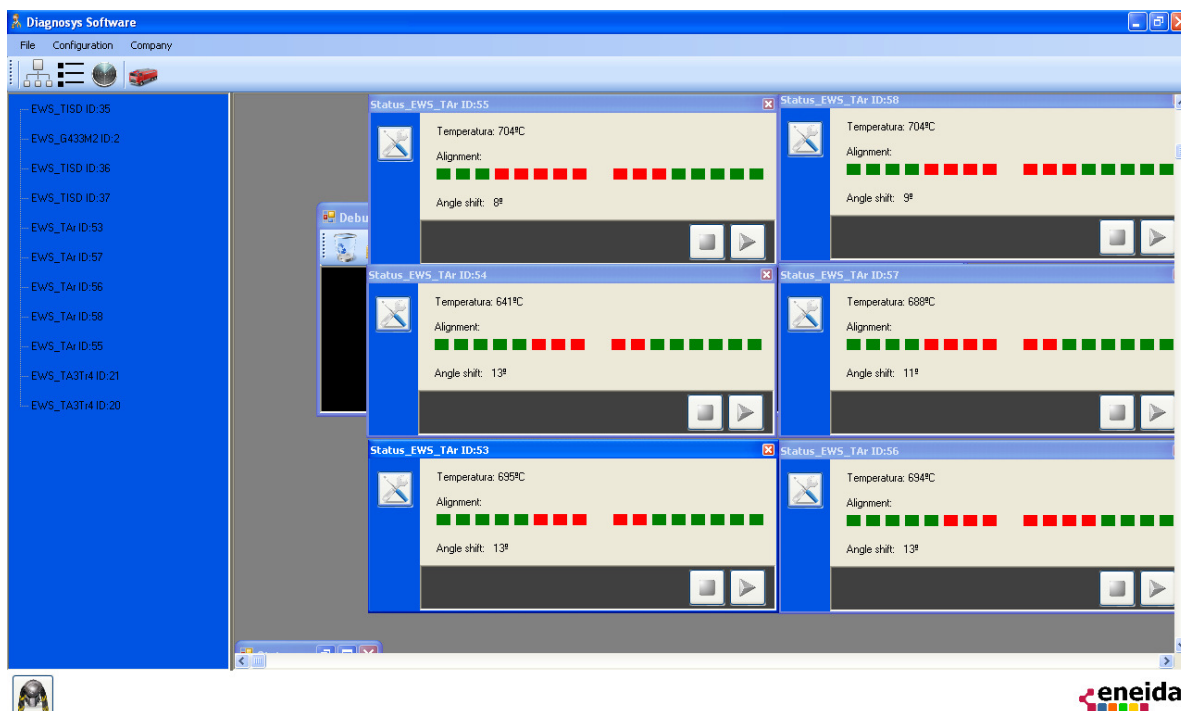 Diagnosys Software
File Configuration Company
EWS_TISD ID:35
EWS_G433M2 ID:2
EWS_TISD ID:36
EWS_TISD ID:37
EWS_TAr ID:53
EWS_TAr ID:57
EWS_TAr ID:56
EWS_TAr ID:58
EWS_TAr ID:55
EWS_TA3Tr4 ID:21
EWS_TA3Tr4 ID:20
Debu
Status_EWS_TAr ID:55
Temperatura: 704ºC
Alignment:
Angle shift: 8º
Status_EWS_TAr ID:58
Temperatura: 704ºC
Alignment:
Angle shift: 9º
Status_EWS_TAr ID:54
Temperatura: 641ºC
Alignment:
Angle shift: 13º
Status_EWS_TAr ID:57
Temperatura: 688ºC
Alignment:
Angle shift: 11º
Status_EWS_TAr ID:53
Temperatura: 695ºC
Alignment:
Angle shift: 13º
Status_EWS_TAr ID:56
Temperatura: 694ºC
Alignment:
Angle shift: 13º
eneida